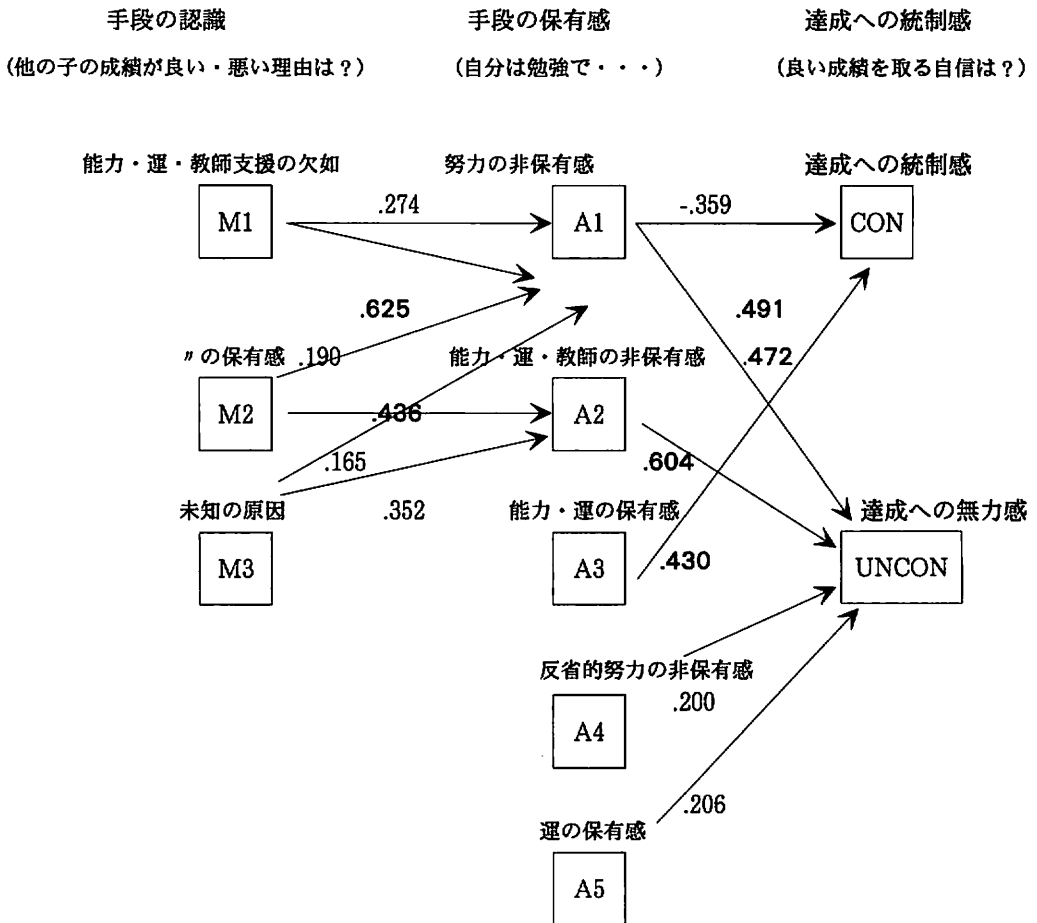 手段の認識 手段の保有感 達成への統制感
(他の子の成績が良い・悪い理由は？) (自分は勉強で・・・) (良い成績を取る自信は？)
能力・運・教師支援の欠如 努力の非保有感 達成への統制感
M1 .274 A1 -.359 CON
.625 .491
〃の保有感 .190 能力・運・教師の非保有感 .472
M2 .436 A2
.165 .604
未知の原因 .352 能力・運の保有感 達成への無力感
M3 A3 .430 UNCON
反省的努力の非保有感
.200
A4
.206
運の保有感
A5